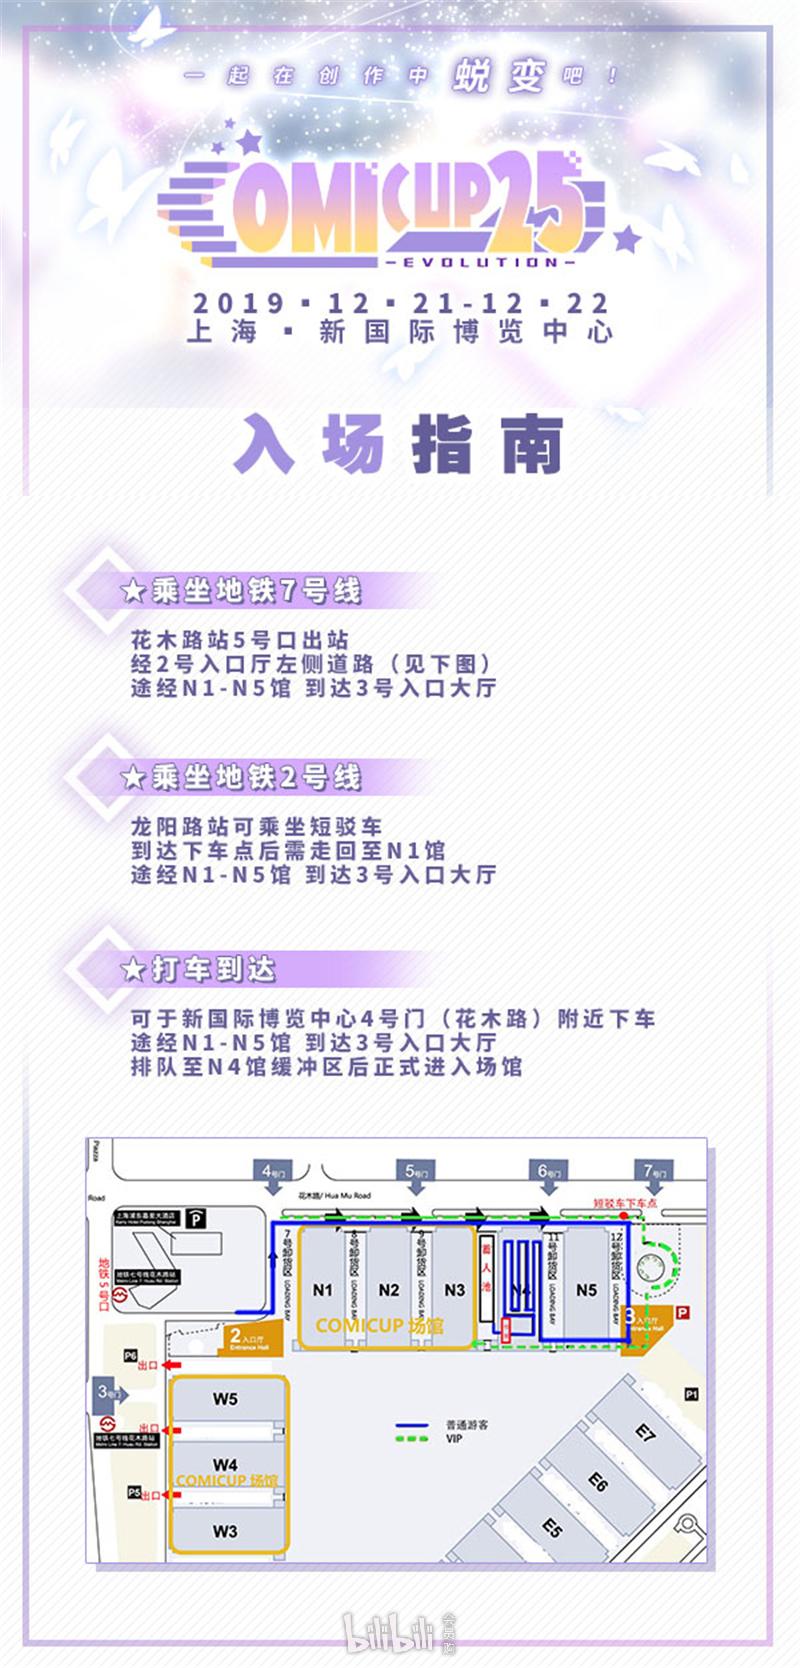 一起在创作中蜕变吧！
COMICUP25
-EVOLUTION-
2019·12·21-12·22
上海·新国际博览中心
入场指南
★乘坐地铁7号线
花木路站5号口出站
经2号入口厅左侧道路（见下图）
途经N1-N5馆 到达3号入口大厅
★乘坐地铁2号线
龙阳路站可乘坐短驳车
到达下车点后需走回至N1馆
途经N1-N5馆 到达3号入口大厅
★打车到达
可于新国际博览中心4号门（花木路）附近下车
途经N1-N5馆 到达3号入口大厅
排队至N4馆缓冲区后正式进入场馆
Piazza
4号门
5号门
6号门
7号门
Road
花木路/ Hua Mu Road
短驳车下车点
上海浦东嘉里大酒店
Kerry Hotel Pudong Shanghai
P
地铁5号口
地铁七号线花木路站
Metro Line 7: Huau Rd. Station
7号卸货区 LOADING BAY
8号卸货区 LOADING BAY
9号卸货区 LOADING BAY
蓄人池
11号卸货区 LOADING BAY
12号卸货区 LOADING BAY
N1
N2
N3
N4
N5
COMICUP 场馆
2入口厅
Entrance Hall
3入口厅
Entrance Hall
P
P6
出口
3号门
W5
P1
出口
地铁七号线花木路站
Metro Line 7: Huau Rd. Station
普通游客
VIP
E7
W4
COMICUP 场馆
E6
P5
出口
W3
E5
bilibili
会员购